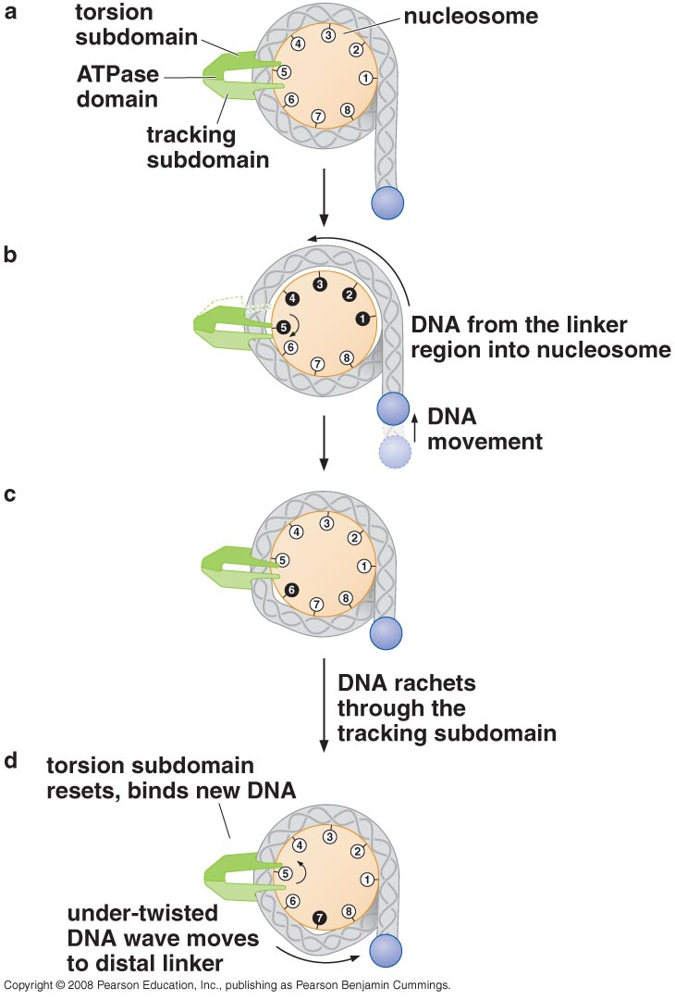 a
torsion
subdomain
nucleosome
ATPase
domain
tracking
subdomain
1
2
3
4
5
6
7
8
b
DNA from the linker
region into nucleosome
DNA
movement
1
2
3
4
5
6
7
8
c
1
2
3
4
5
6
7
8
DNA rachets
through the
tracking subdomain
d
torsion subdomain
resets, binds new DNA
1
2
3
4
5
6
7
8
under-twisted
DNA wave moves
to distal linker
Copyright © 2008 Pearson Education, Inc., publishing as Pearson Benjamin Cummings.